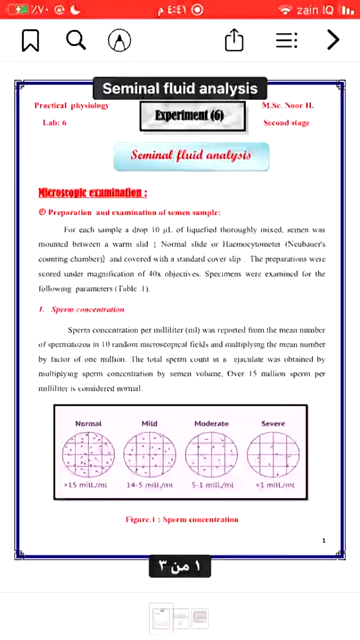 ٪٧٠ ٤:٤١ م zain IQ
Seminal fluid analysis
Practical physiology Experiment (6) M.Sc. Noor H.
Lab: 6 Second stage
Seminal fluid analysis
Microscopic examination :
Preparation and examination of semen sample:
For each sample a drop 10 µL of liquefied thoroughly mixed, semen was
mounted between a warm slid { Normal slide or Haemocytometer (Neubauer's
counting chamber)} and covered with a standard cover slip . The preparations were
scored under magnification of 40x objectives. Specimens were examined for the
following parameters (Table 1).
1. Sperm concentration
Sperm concentration per milliliter (ml) was reported from the mean number
of spermatozoa in 10 random microscopical fields and multiplying the mean number
by factor of one million. The total sperm count in a ejaculate was obtained by
multiplying sperm concentration by semen volume. Over 15 million sperm per
milliliter is considered normal.
Normal Mild Moderate Severe
>15 mill./ml 14-5 mill/ml 5-1 mill./ml <1 mill/ml
Figure.1 : Sperm concentration
1
١ من ٣